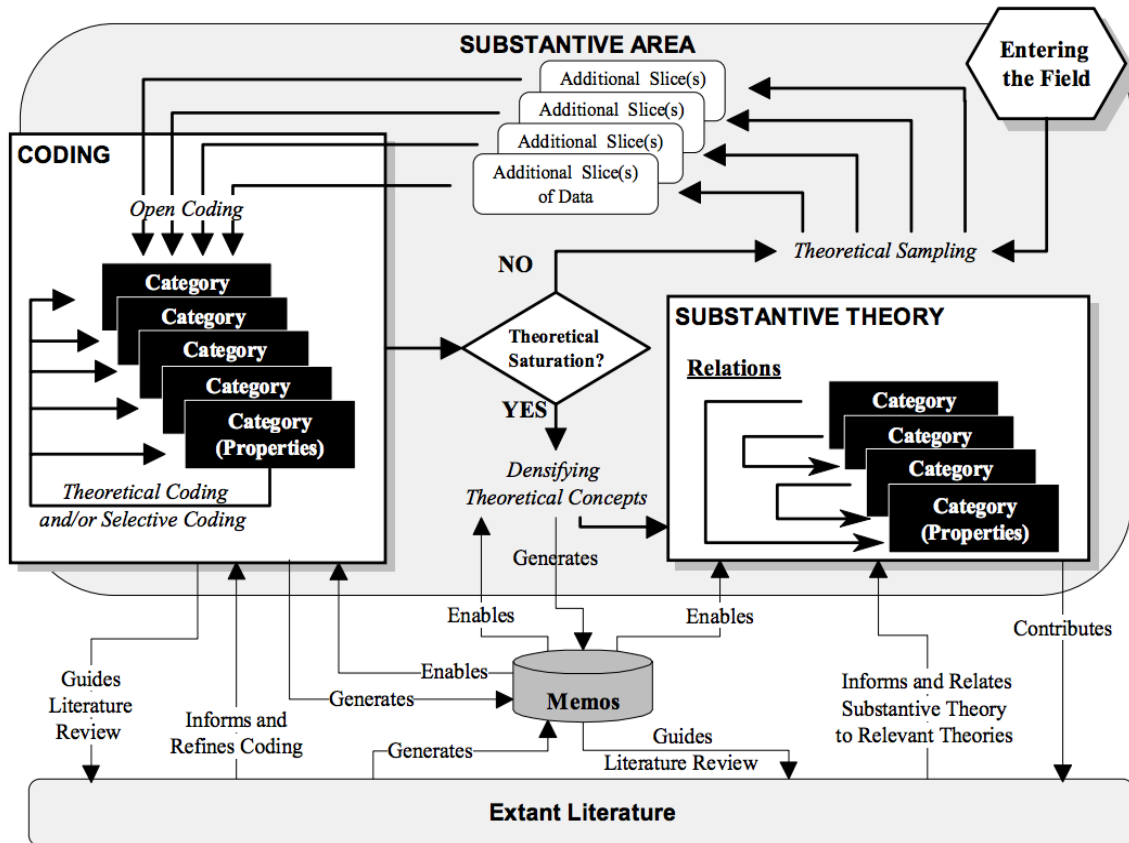 SUBSTANTIVE AREA
Entering
the Field
Additional Slice(s)
Additional Slice(s)
Additional Slice(s)
Additional Slice(s)
of Data
CODING
Open Coding
Category
Category
Category
Category
Category
(Properties)
Theoretical Coding
and/or Selective Coding
NO
Theoretical Sampling
Theoretical
Saturation?
YES
Densifying
Theoretical Concepts
SUBSTANTIVE THEORY
Relations
Category
Category
Category
Category
(Properties)
Generates
Enables
Enables
Contributes
Guides
Literature
Review
Informs and
Refines Coding
Enables
Generates
Memos
Generates
Guides
Literature Review
Informs and Relates
Substantive Theory
to Relevant Theories
Extant Literature